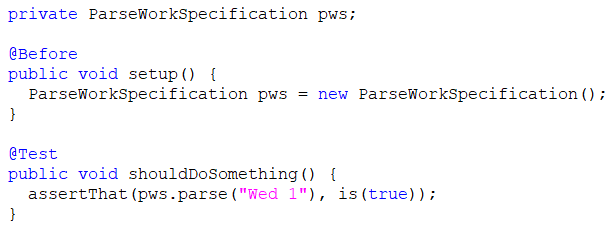 private ParseWorkSpecification pws;

@Before
public void setup() {
  ParseWorkSpecification pws = new ParseWorkSpecification();
}

@Test
public void shouldDoSomething() {
  assertThat(pws.parse("Wed 1"), is(true));
}